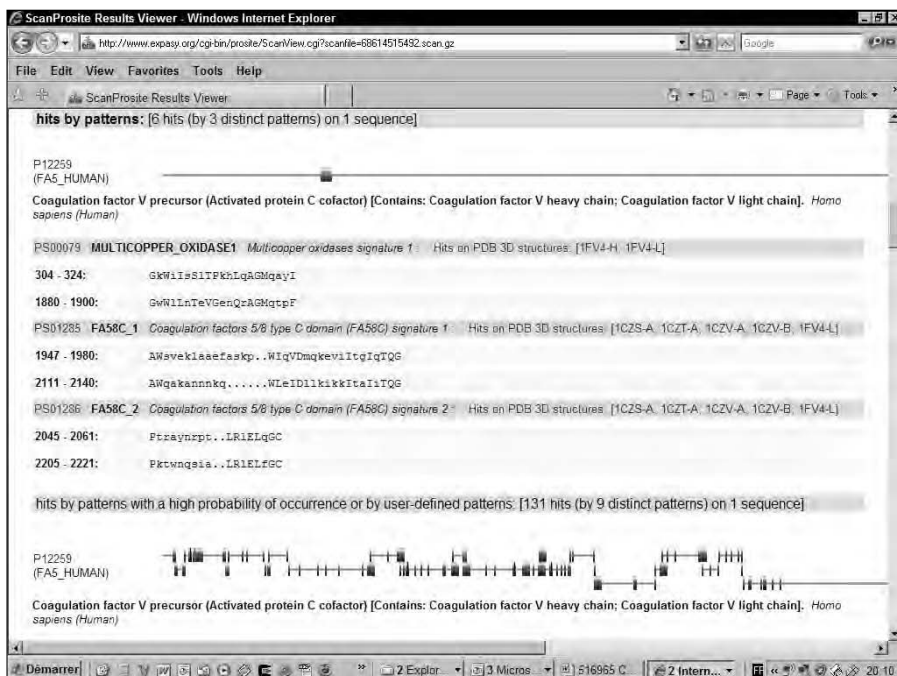 ScanProsite Results Viewer - Windows Internet Explorer
http://www.expasy.org/cgi-bin/prosite/ScanView.cgi?scanfile=68614515492.scan.gz
Google
File Edit View Favorites Tools Help
ScanProsite Results Viewer
Page Tools
hits by patterns: [6 hits (by 3 distinct patterns) on 1 sequence]
P12259
(FA5_HUMAN)
Coagulation factor V precursor (Activated protein C cofactor) [Contains: Coagulation factor V heavy chain; Coagulation factor V light chain]. Homo
sapiens (Human)
PS00079 MULTICOPPER_OXIDASE1 Multicopper oxidases signature 1 : Hits on PDB 3D structures: [1FV4-H, 1FV4-L]
304 - 324: GkWiIsSlTPkhLqAGMqayI
1880 - 1900: GwWlLnTeVGenQrAGMqtpF
PS01285 FA58C_1 Coagulation factors 5/8 type C domain (FA58C) signature 1 : Hits on PDB 3D structures: [1CZS-A, 1CZT-A, 1CZV-A, 1CZV-B, 1FV4-L]
1947 - 1980: AWsveklaaefaskp..WIqVDmqkeviItgIqTQG
2111 - 2140: AWqakannnkq......WLeIDllkikkItaIiTQG
PS01286 FA58C_2 Coagulation factors 5/8 type C domain (FA58C) signature 2 : Hits on PDB 3D structures: [1CZS-A, 1CZT-A, 1CZV-A, 1CZV-B, 1FV4-L]
2045 - 2061: Ptraynrpt..LRlELqGC
2205 - 2221: Pktwnqsia..LRlELfGC
hits by patterns with a high probability of occurrence or by user-defined patterns: [131 hits (by 9 distinct patterns) on 1 sequence]
P12259
(FA5_HUMAN)
Coagulation factor V precursor (Activated protein C cofactor) [Contains: Coagulation factor V heavy chain; Coagulation factor V light chain]. Homo
sapiens (Human)
Démarrer » 2 Explor... 3 Micros... 516965 C... 2 Intern... FR « 20:10